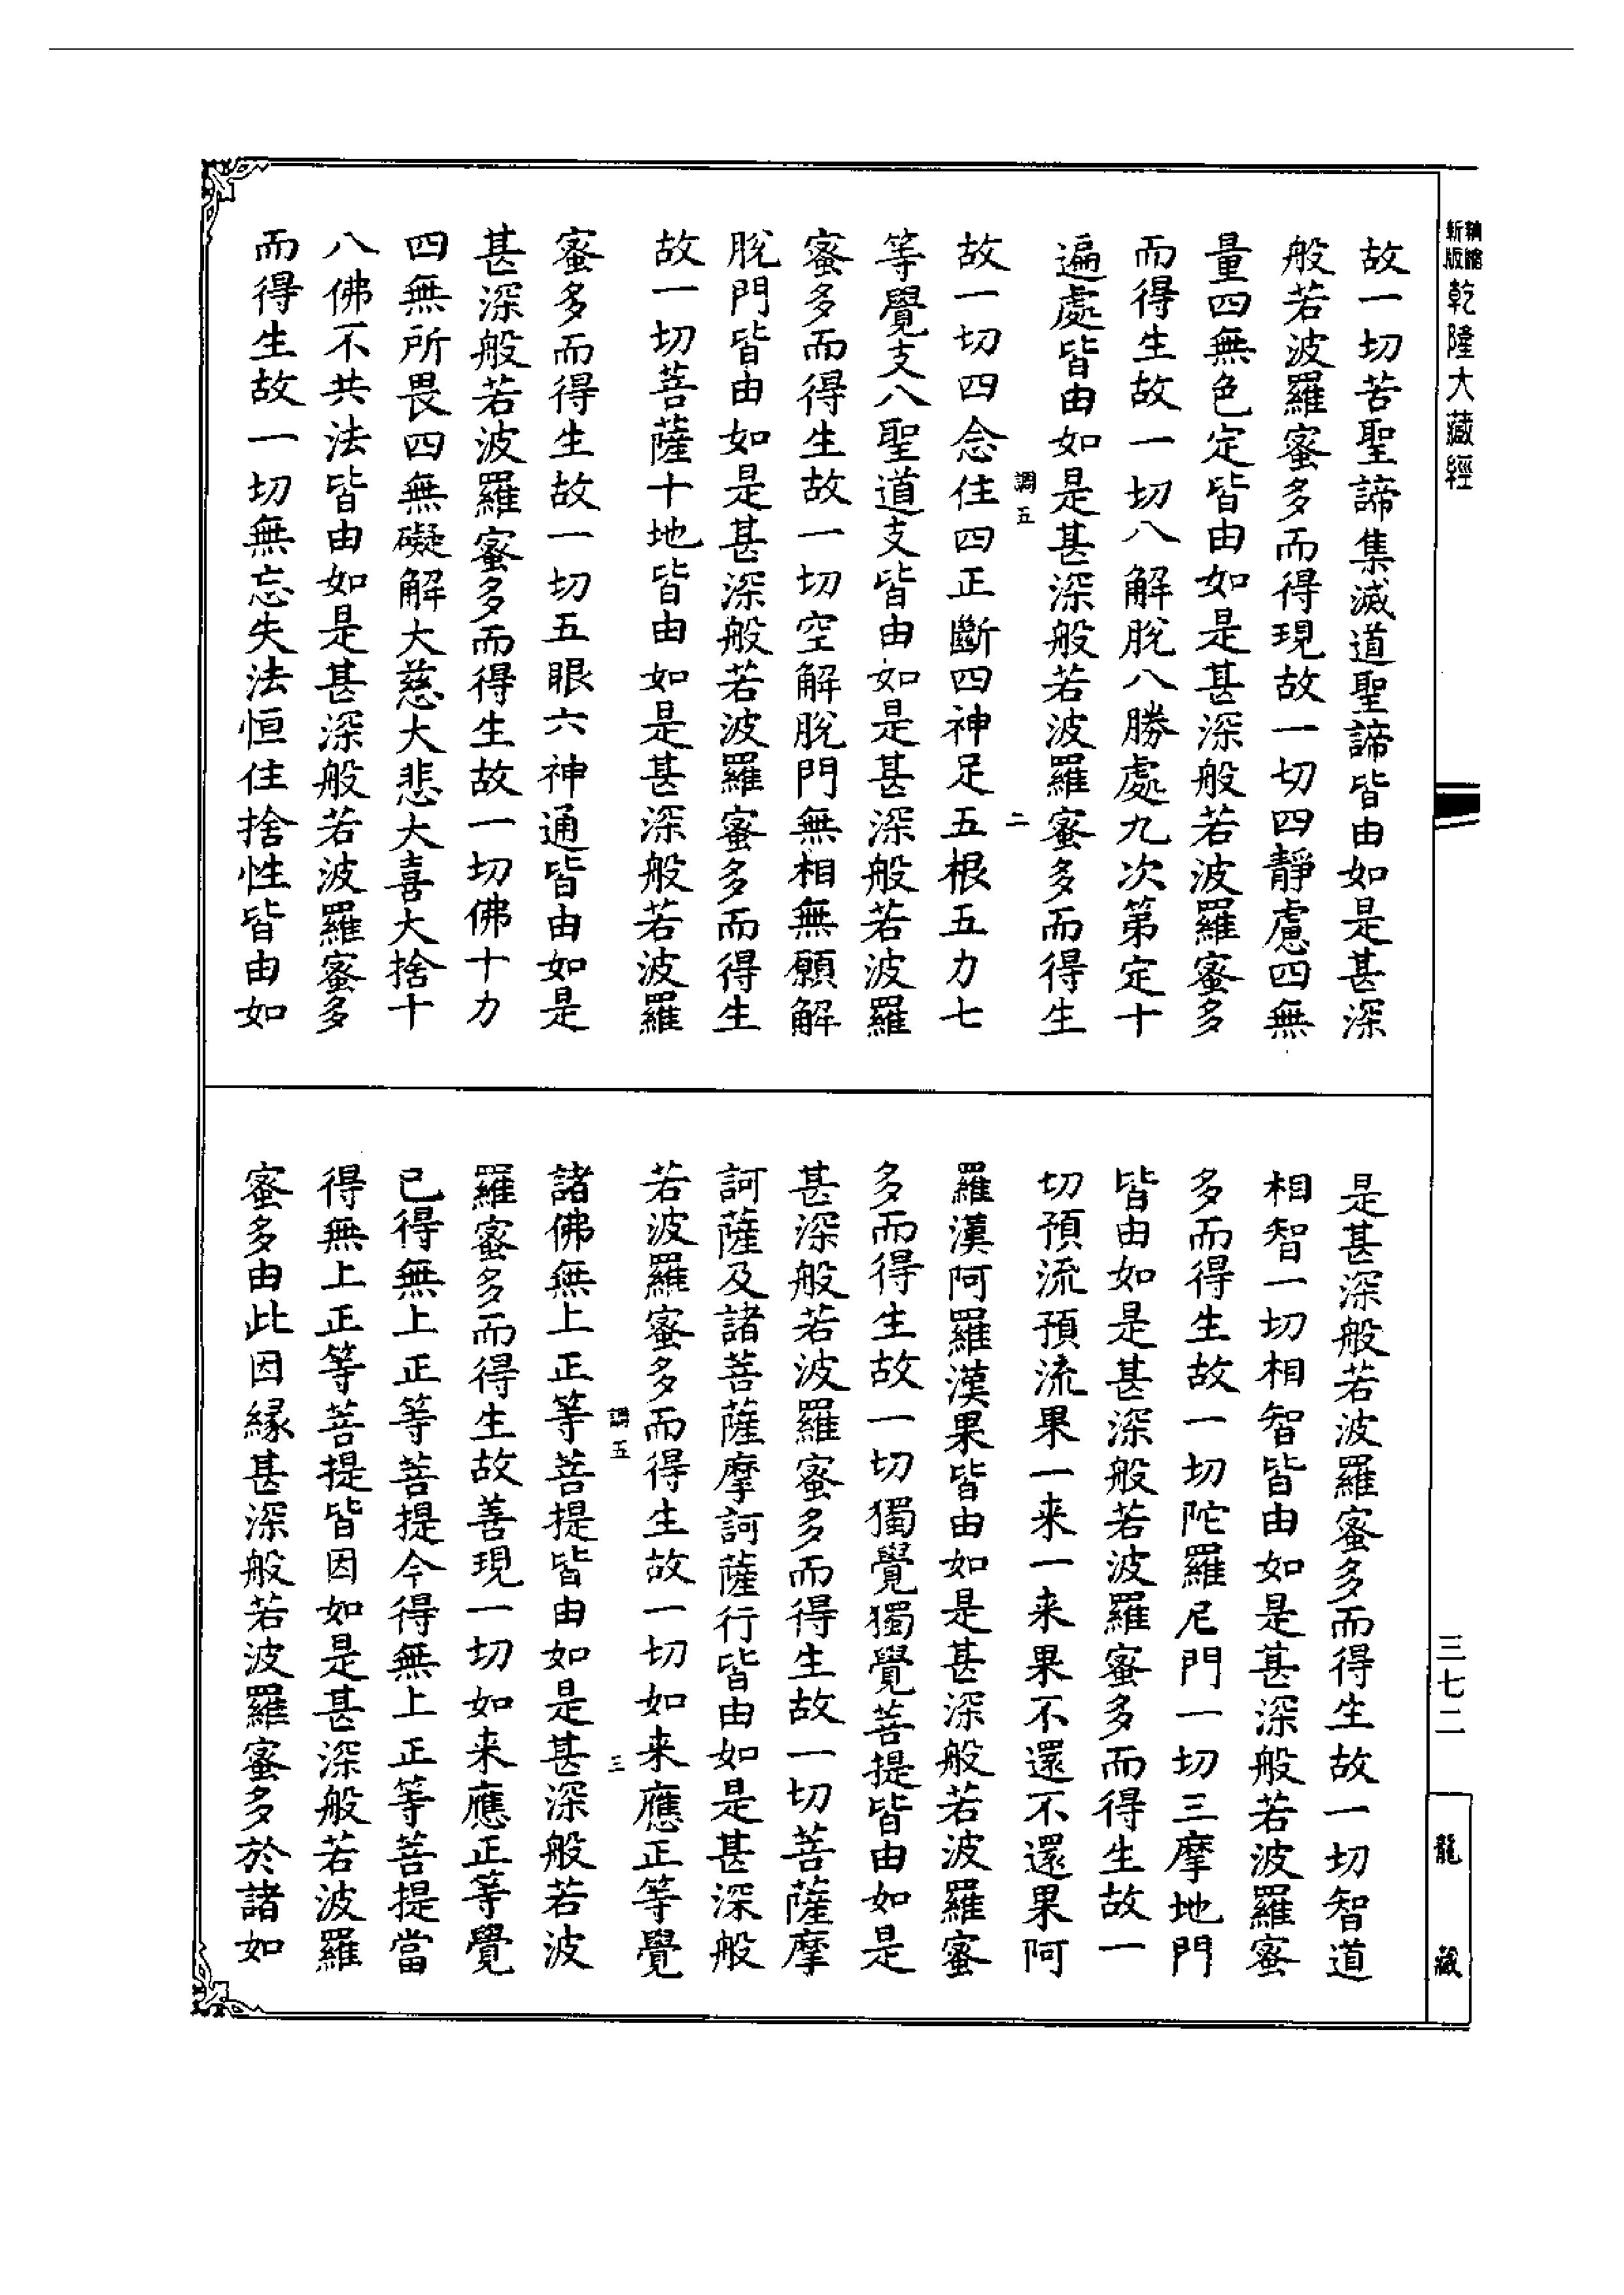 新版
乾隆大藏經
故一切苦聖諦集滅道聖諦皆由如是甚深
般若波羅蜜多而得現故一切四靜慮四無
量四無色定皆由如是甚深般若波羅蜜多
而得生故一切八解脫八勝處九次第定十
遍處皆由如是甚深般若波羅蜜多而得生
調五
二
故一切四念住四正斷四神足五根五力七
等覺支八聖道支皆由如是甚深般若波羅
蜜多而得生故一切空解脫門無相無願解
脫門皆由如是甚深般若波羅蜜多而得生
故一切菩薩十地皆由如是甚深般若波羅
蜜多而得生故一切五眼六神通皆由如是
甚深般若波羅蜜多而得生故一切佛十力
四無所畏四無礙解大慈大悲大喜大捨十
八佛不共法皆由如是甚深般若波羅蜜多
而得生故一切無忘失法恒住捨性皆由如
三七二
龍藏
是甚深般若波羅蜜多而得生故一切智道
相智一切相智皆由如是甚深般若波羅蜜
多而得生故一切陀羅尼門一切三摩地門
皆由如是甚深般若波羅蜜多而得生故一
切預流預流果一来一来果不還不還果阿
羅漢阿羅漢果皆由如是甚深般若波羅蜜
多而得生故一切獨覺獨覺菩提皆由如是
甚深般若波羅蜜多而得生故一切菩薩摩
訶薩及諸菩薩摩訶薩行皆由如是甚深般
若波羅蜜多而得生故一切如来應正等覺
調五
三
諸佛無上正等菩提皆由如是甚深般若波
羅蜜多而得生故善現一切如来應正等覺
已得無上正等菩提今得無上正等菩提當
得無上正等菩提皆因如是甚深般若波羅
蜜多由此因緣甚深般若波羅蜜多於諸如